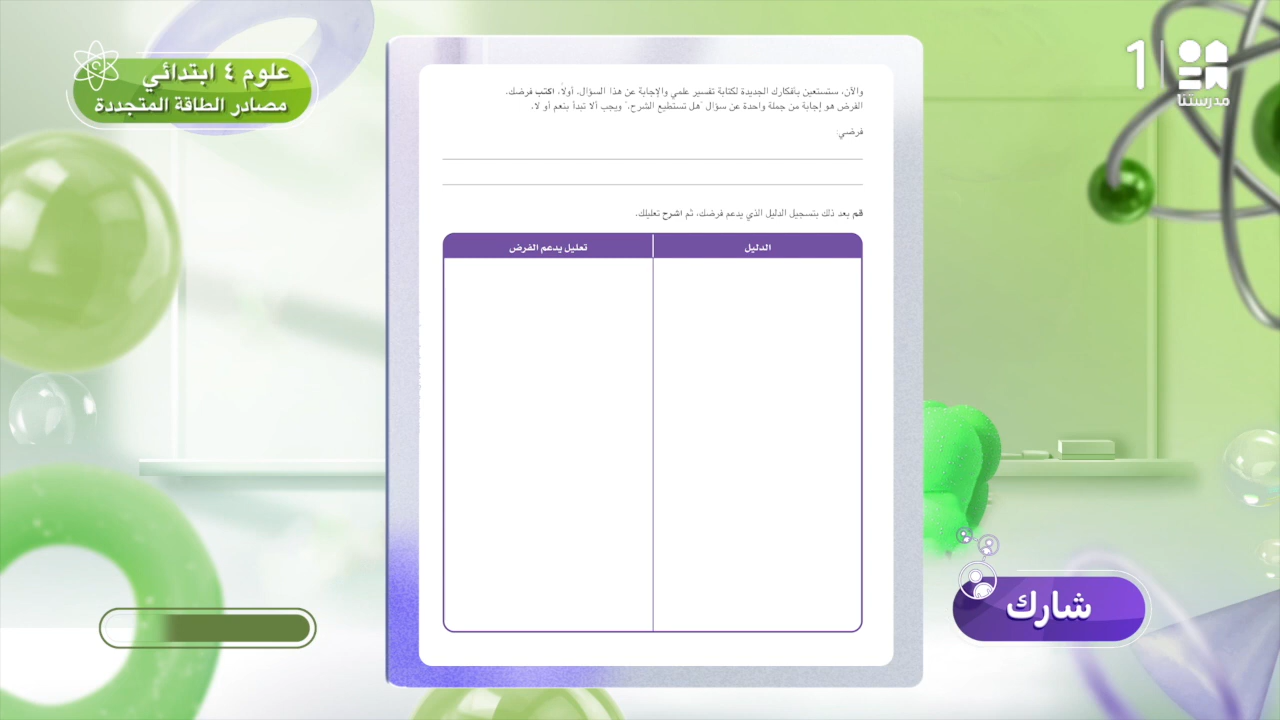 علوم ٤ ابتدائي
مصادر الطاقة المتجددة
1
مدرستنا
والآن، ستستعين بأفكارك الجديدة لكتابة تفسير علمي والإجابة عن هذا السؤال. أولاً، اكتب فرضك.
الفرض هو إجابة من جملة واحدة عن سؤال "هل تستطيع الشرح." ويجب ألا تبدأ بنعم أو لا.
فرضي:
قم بعد ذلك بتسجيل الدليل الذي يدعم فرضك، ثم اشرح تعليلك.
الدليل
تعليل يدعم الفرض
شارك